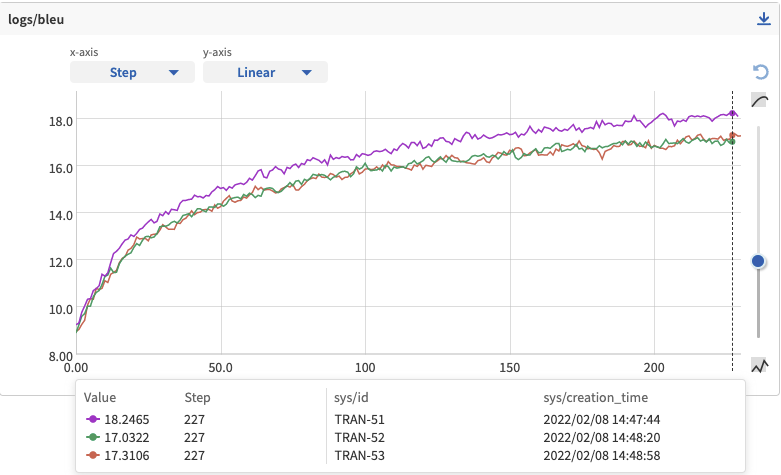 logs/bleu
x-axis y-axis
Step Linear
18.0
16.0
14.0
12.0
10.0
8.00
0.00 50.0 100 150 200
Value Step sys/id sys/creation_time
18.2465 227 TRAN-51 2022/02/08 14:47:44
17.0322 227 TRAN-52 2022/02/08 14:48:20
17.3106 227 TRAN-53 2022/02/08 14:48:58